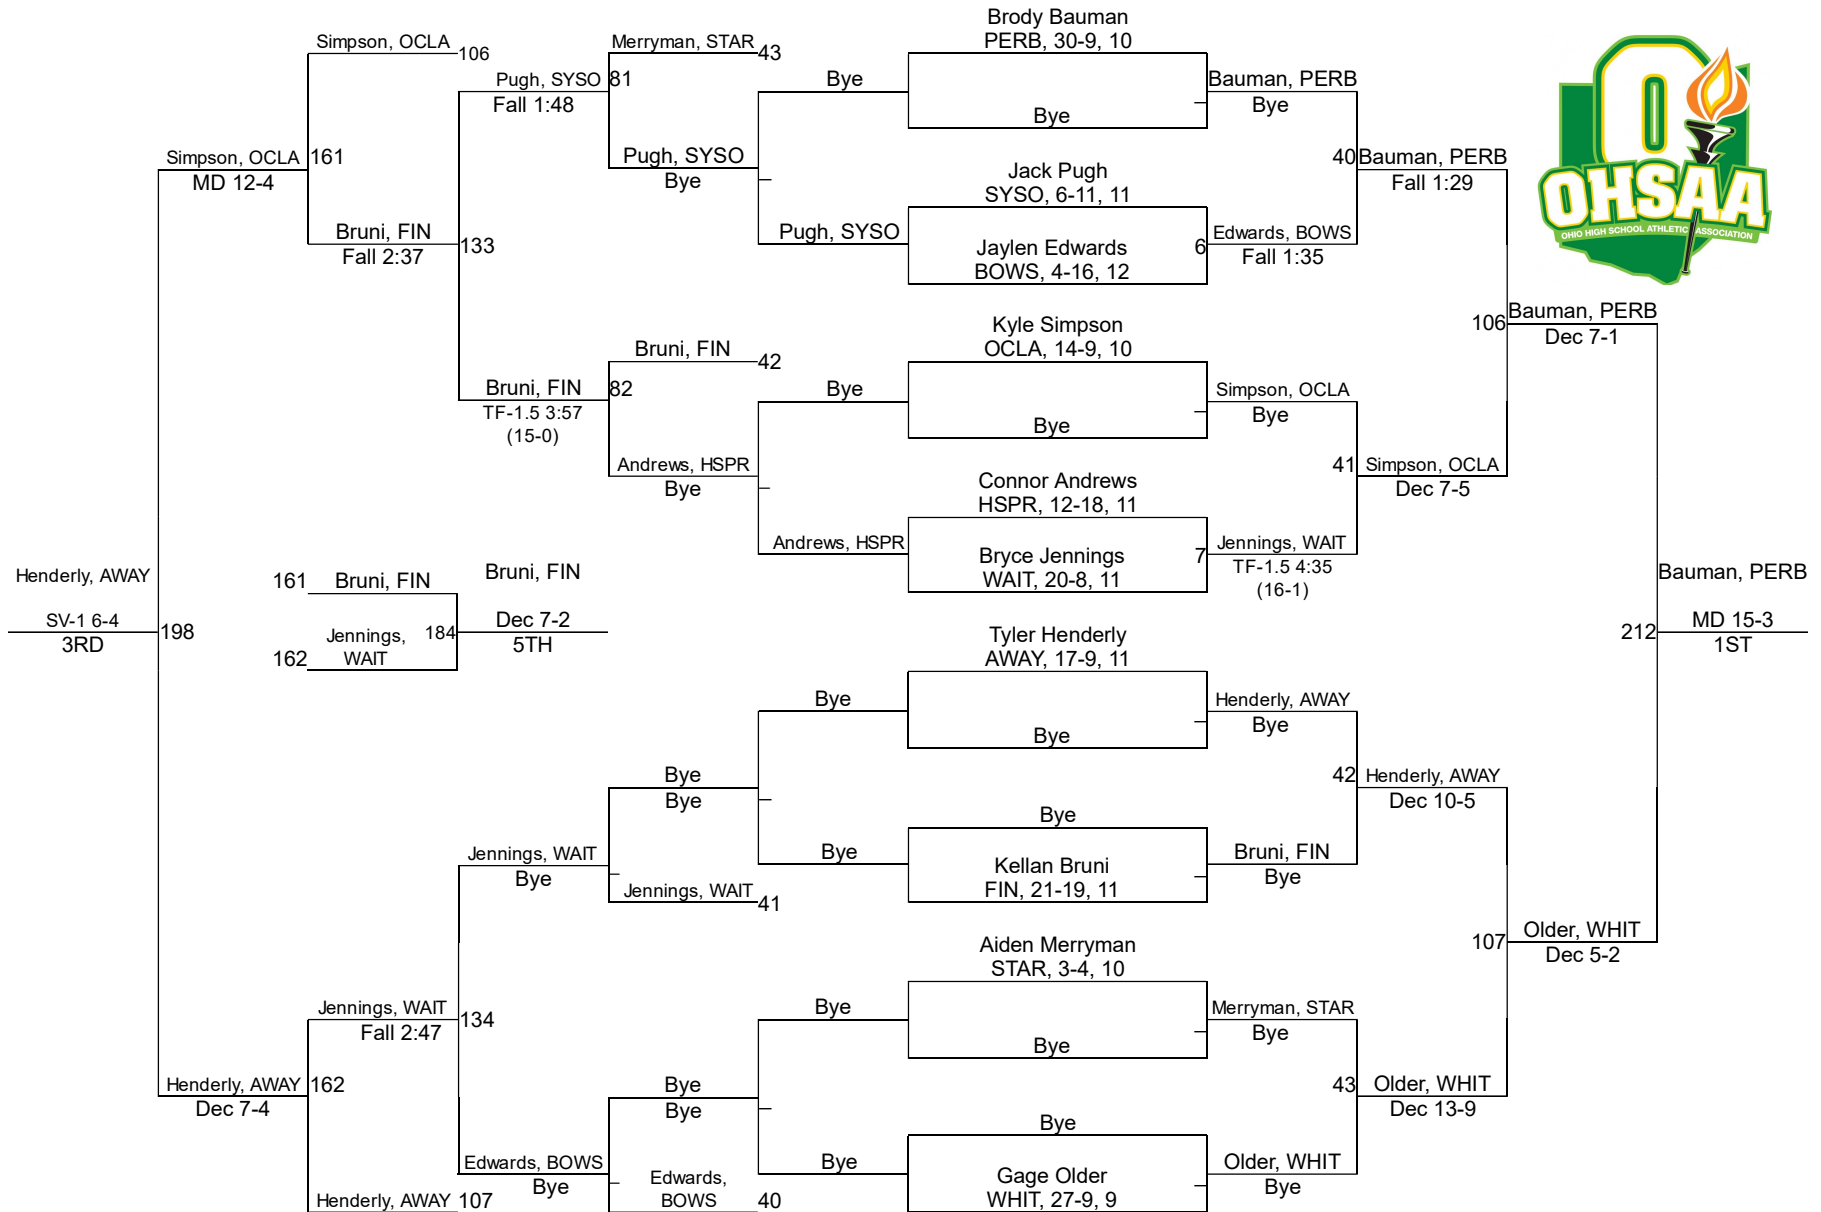 Brody Bauman
PERB, 30-9, 10
Simpson, OCLA
106
Merryman, STAR
43
Pugh, SYSO
81
Fall 1:48
Bye
Bauman, PERB
Bye
Bye
Simpson, OCLA
161
MD 12-4
Pugh, SYSO
Bye
Jack Pugh
SYSO, 6-11, 11
40
Bauman, PERB
Fall 1:29
OHSAA
OHIO HIGH SCHOOL ATHLETIC ASSOCIATION
Bruni, FIN
Fall 2:37
133
Pugh, SYSO
Jaylen Edwards
BOWS, 4-16, 12
6
Edwards, BOWS
Fall 1:35
Kyle Simpson
OCLA, 14-9, 10
106
Bauman, PERB
Dec 7-1
Bruni, FIN
42
Bruni, FIN
82
TF-1.5 3:57
(15-0)
Bye
Simpson, OCLA
Bye
Bye
Andrews, HSPR
Bye
Connor Andrews
HSPR, 12-18, 11
41
Simpson, OCLA
Dec 7-5
Andrews, HSPR
Bryce Jennings
WAIT, 20-8, 11
7
Jennings, WAIT
TF-1.5 4:35
(16-1)
Henderly, AWAY
SV-1 6-4
3RD
198
161
Bruni, FIN
162
Jennings,
WAIT
184
Bruni, FIN
Dec 7-2
5TH
Bauman, PERB
212
MD 15-3
1ST
Tyler Henderly
AWAY, 17-9, 11
Bye
Henderly, AWAY
Bye
Bye
Bye
Bye
42
Henderly, AWAY
Dec 10-5
Bye
Jennings, WAIT
Bye
Bye
Kellan Bruni
FIN, 21-19, 11
Bruni, FIN
Bye
Jennings, WAIT
41
Aiden Merryman
STAR, 3-4, 10
107
Older, WHIT
Dec 5-2
Jennings, WAIT
134
Fall 2:47
Bye
Merryman, STAR
Bye
Bye
Henderly, AWAY
162
Dec 7-4
Bye
Bye
43
Older, WHIT
Dec 13-9
Bye
Edwards, BOWS
Bye
Bye
Gage Older
WHIT, 27-9, 9
Older, WHIT
Bye
Edwards,
BOWS
40
Henderly, AWAY
107